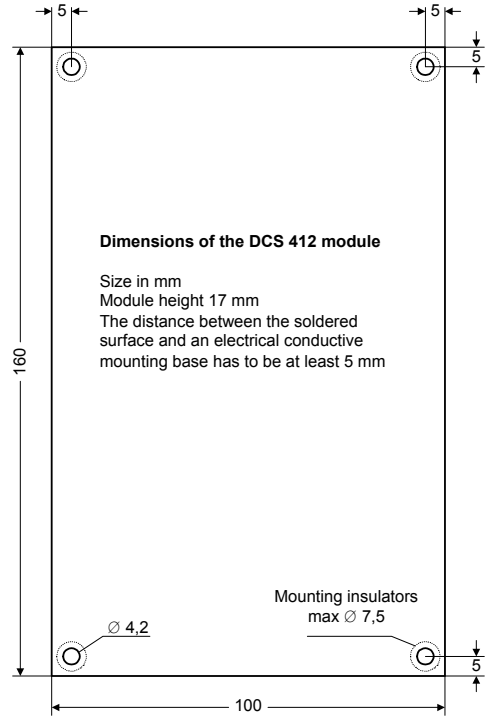 5
5
5
Dimensions of the DCS 412 module
Size in mm
Module height 17 mm
The distance between the soldered
surface and an electrical conductive
mounting base has to be at least 5 mm
160
Mounting insulators
max ∅ 7,5
∅ 4,2
5
100